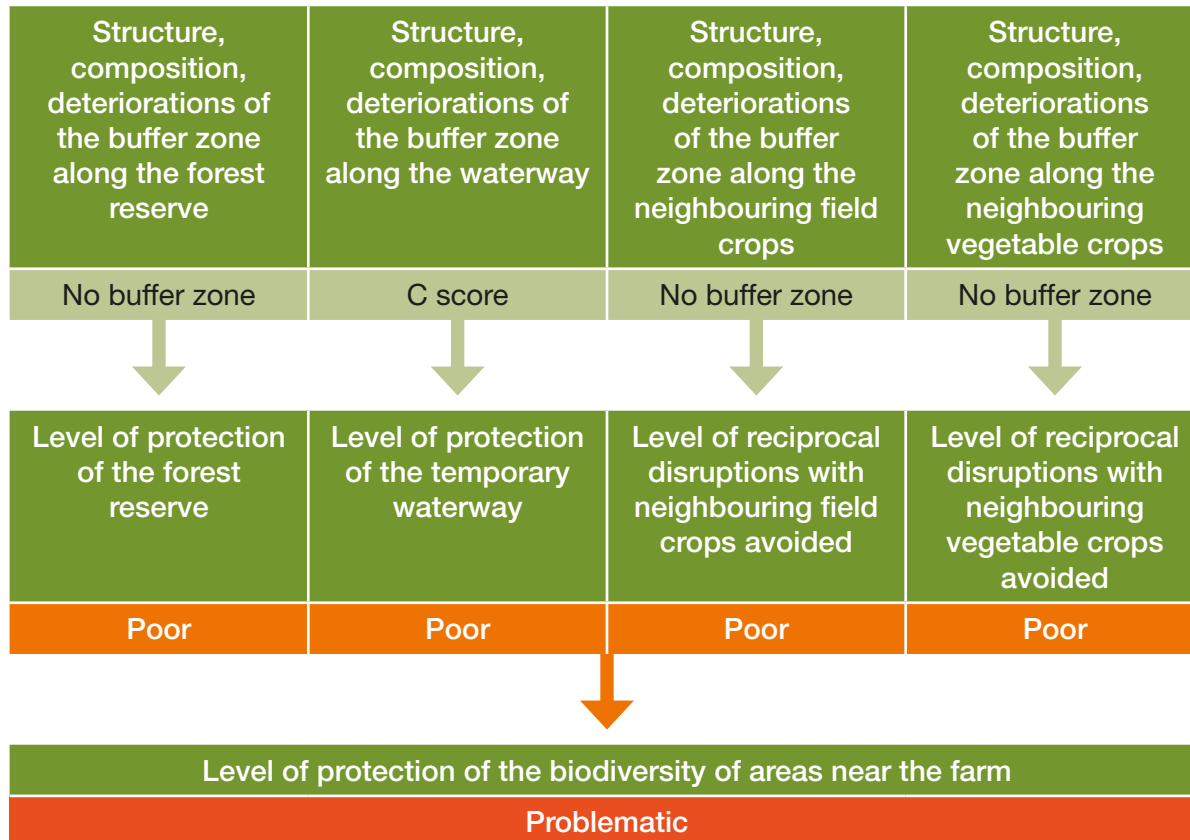 Structure,
composition,
deteriorations of
the buffer zone
along the forest
reserve
Structure,
composition,
deteriorations of
the buffer zone
along the waterway
Structure,
composition,
deteriorations
of the buffer
zone along the
neighbouring field
crops
Structure,
composition,
deteriorations
of the buffer
zone along the
neighbouring
vegetable crops
No buffer zone
C score
No buffer zone
No buffer zone
Level of protection
of the forest
reserve
Level of protection
of the temporary
waterway
Level of reciprocal
disruptions with
neighbouring field
crops avoided
Level of reciprocal
disruptions with
neighbouring
vegetable crops
avoided
Poor
Poor
Poor
Poor
Level of protection of the biodiversity of areas near the farm
Problematic